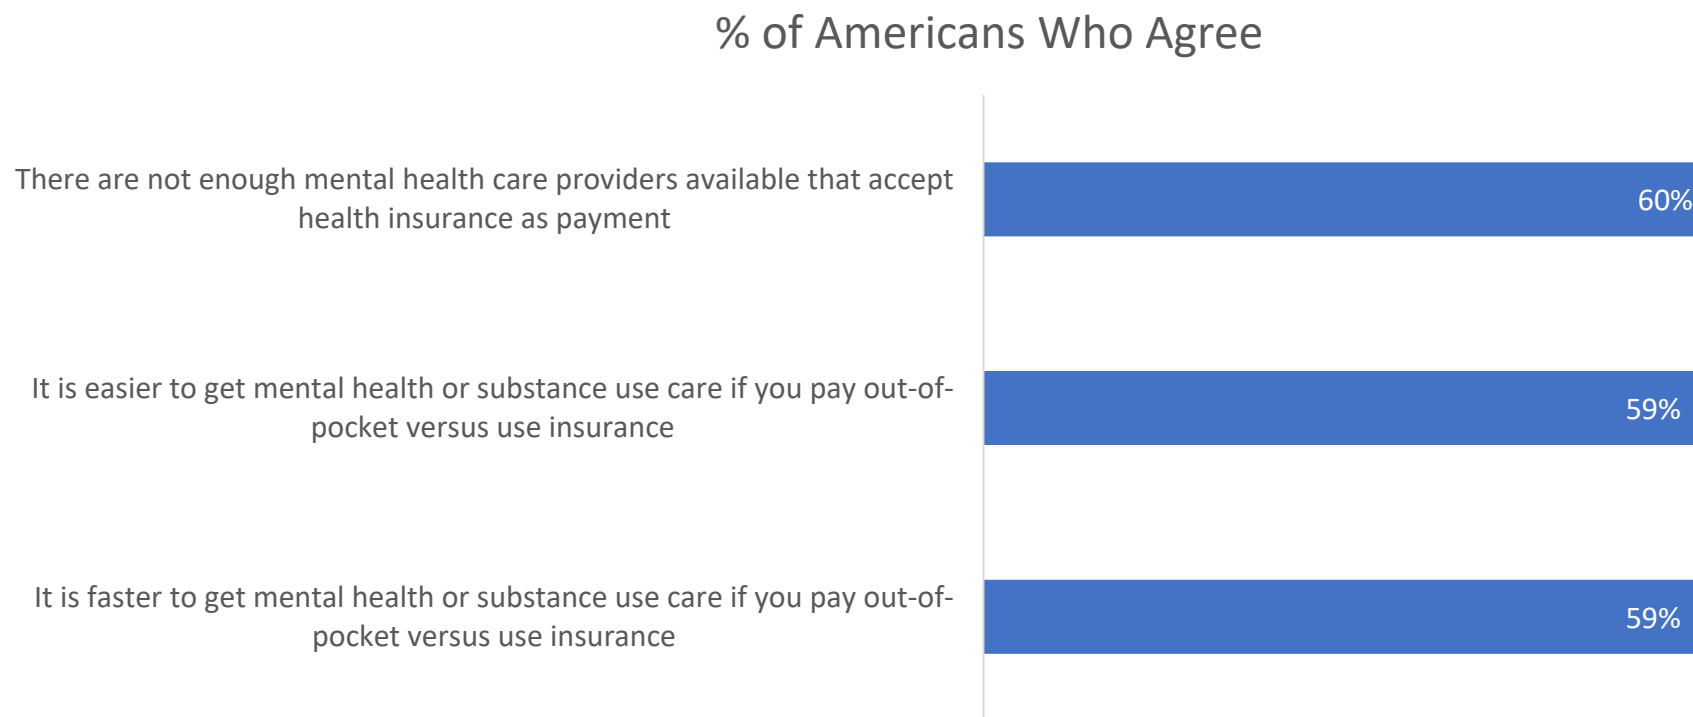 % of Americans Who Agree
There are not enough mental health care providers available that accept
health insurance as payment
60%
It is easier to get mental health or substance use care if you pay out-of-
pocket versus use insurance
59%
It is faster to get mental health or substance use care if you pay out-of-
pocket versus use insurance
59%